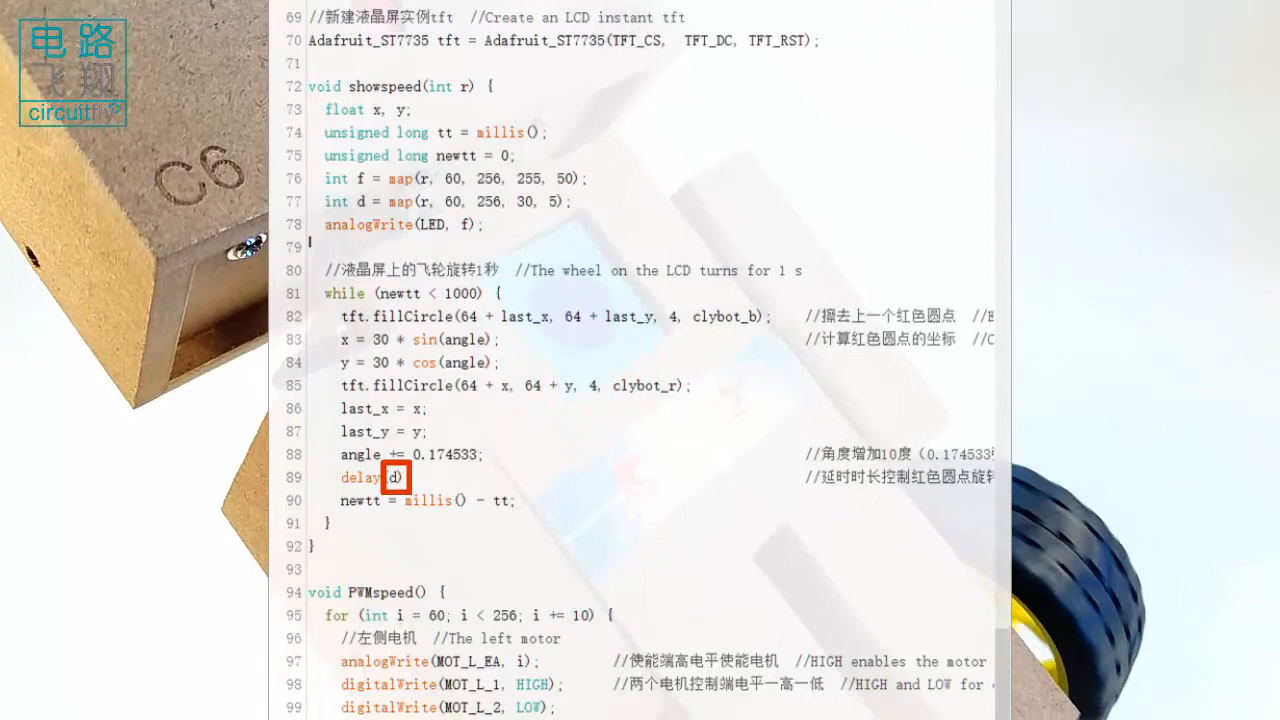 电路
飞翔
circuitfly
C6
69 //新建液晶屏实例tft //Create an LCD instant tft
70 Adafruit_ST7735 tft = Adafruit_ST7735(TFT_CS, TFT_DC, TFT_RST);
71
72 void showspeed(int r) {
73 float x, y;
74 unsigned long tt = millis();
75 unsigned long newtt = 0;
76 int f = map(r, 60, 256, 255, 50);
77 int d = map(r, 60, 256, 30, 5);
78 analogWrite(LED, f);
79
80 //液晶屏上的飞轮旋转1秒 //The wheel on the LCD turns for 1 s
81 while (newtt < 1000) {
82 tft.fillCircle(64 + last_x, 64 + last_y, 4, clybot_b); //擦去上一个红色圆点 //
83 x = 30 * sin(angle); //计算红色圆点的坐标 //C
84 y = 30 * cos(angle);
85 tft.fillCircle(64 + x, 64 + y, 4, clybot_r);
86 last_x = x;
87 last_y = y;
88 angle += 0.174533; //角度增加10度（0.174533
89 delay(d) //延时时长控制红色圆点旋转
90 newtt = millis() - tt;
91 }
92 }
93
94 void PWMspeed() {
95 for (int i = 60; i < 256; i += 10) {
96 //左侧电机 //The left motor
97 analogWrite(MOT_L_EA, i); //使能端高电平使能电机 //HIGH enables the motor
98 digitalWrite(MOT_L_1, HIGH); //两个电机控制端电平一高一低 //HIGH and LOW for
99 digitalWrite(MOT_L_2, LOW);